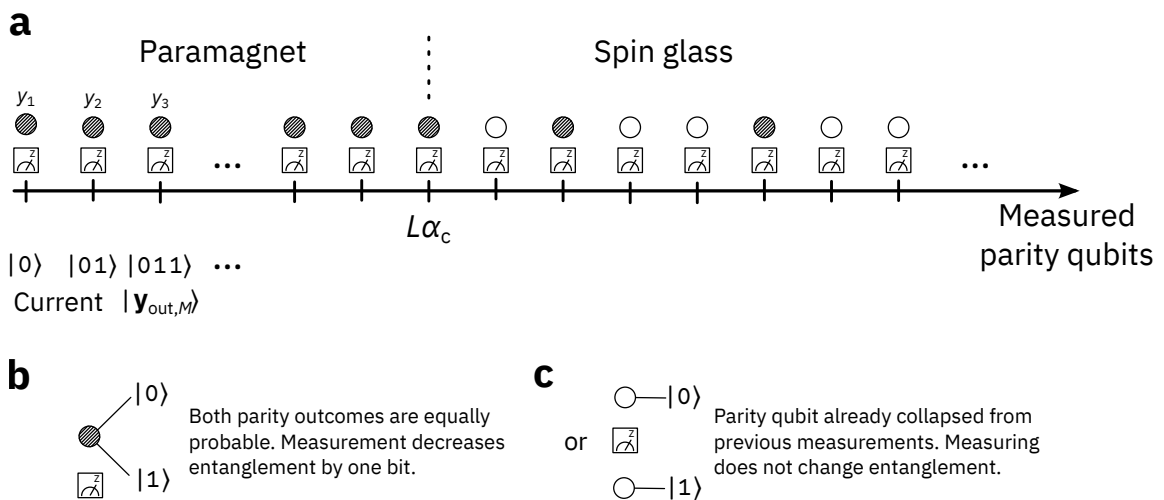 a
Paramagnet
Spin glass
y₁ y₂ y₃
Z Z Z ... Z Z Z Z Z Z Z Z Z Z ...
Lα_c
Measured
parity qubits
|0⟩ |01⟩ |011⟩ ...
Current |y_out,M⟩
b
|0⟩
Both parity outcomes are equally
probable. Measurement decreases
entanglement by one bit.
Z
|1⟩
c
|0⟩
or
Z
Parity qubit already collapsed from
previous measurements. Measuring
does not change entanglement.
|1⟩